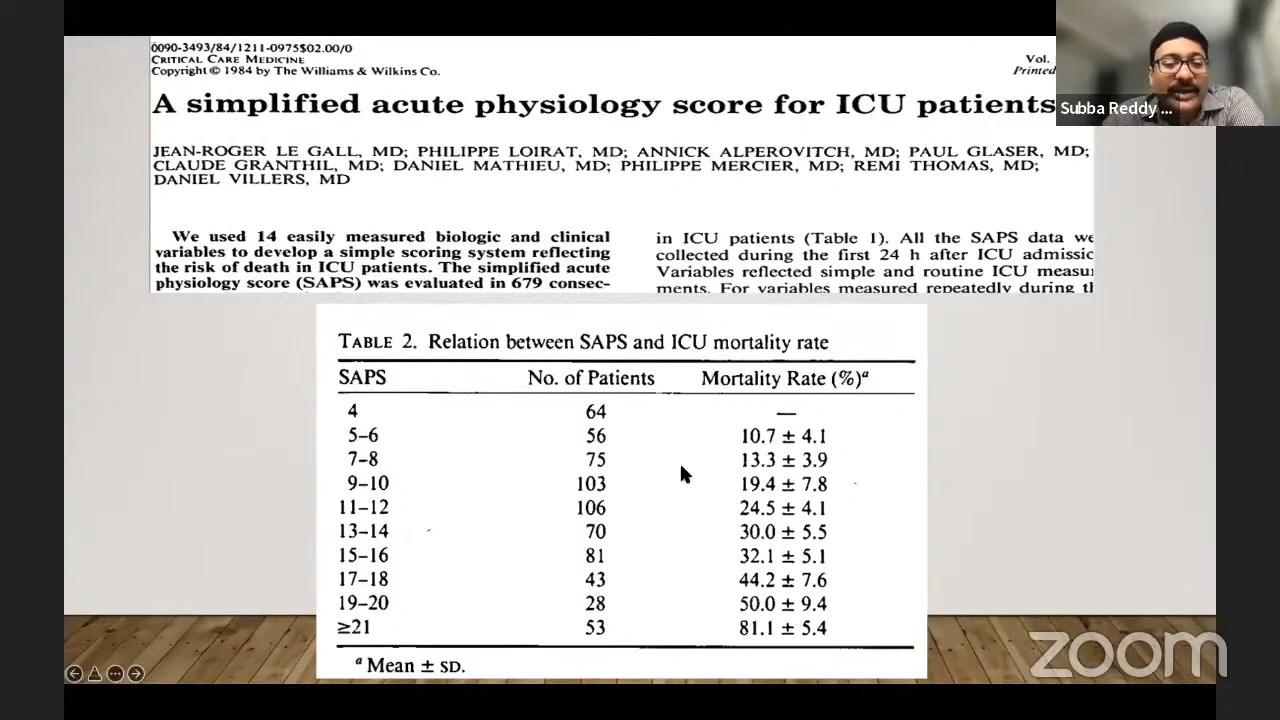 0090-3493/84/1211-0975$02.00/0
CRITICAL CARE MEDICINE
Copyright © 1984 by The Williams & Wilkins Co.
Vol.
Printed
A simplified acute physiology score for ICU patients
Subba Reddy ...
JEAN-ROGER LE GALL, MD; PHILIPPE LOIRAT, MD; ANNICK ALPEROVITCH, MD; PAUL GLASER, MD;
CLAUDE GRANTHIL, MD; DANIEL MATHIEU, MD; PHILIPPE MERCIER, MD; REMI THOMAS, MD;
DANIEL VILLERS, MD
We used 14 easily measured biologic and clinical
variables to develop a simple scoring system reflecting
the risk of death in ICU patients. The simplified acute
physiology score (SAPS) was evaluated in 679 consec-
in ICU patients (Table 1). All the SAPS data we
collected during the first 24 h after ICU admissic
Variables reflected simple and routine ICU measu
ments. For variables measured repeatedly during th
TABLE 2. Relation between SAPS and ICU mortality rate
SAPS No. of Patients Mortality Rate (%)a
4 64 —
5–6 56 10.7 ± 4.1
7–8 75 13.3 ± 3.9
9–10 103 19.4 ± 7.8
11–12 106 24.5 ± 4.1
13–14 70 30.0 ± 5.5
15–16 81 32.1 ± 5.1
17–18 43 44.2 ± 7.6
19–20 28 50.0 ± 9.4
≥21 53 81.1 ± 5.4
a Mean ± SD.
zoom